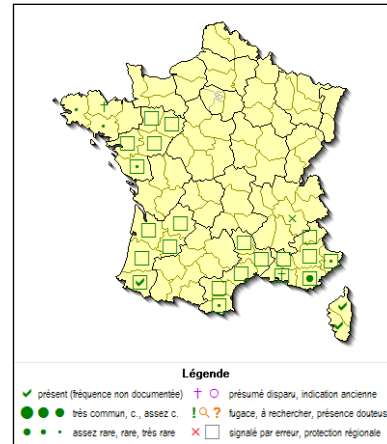 Légende
présent (fréquence non documentée) présumé disparu, indication ancienne
très commun, c., assez c. ! ? fugace, à rechercher, présence douteus
assez rare, rare, très rare signalé par erreur, protection régionale